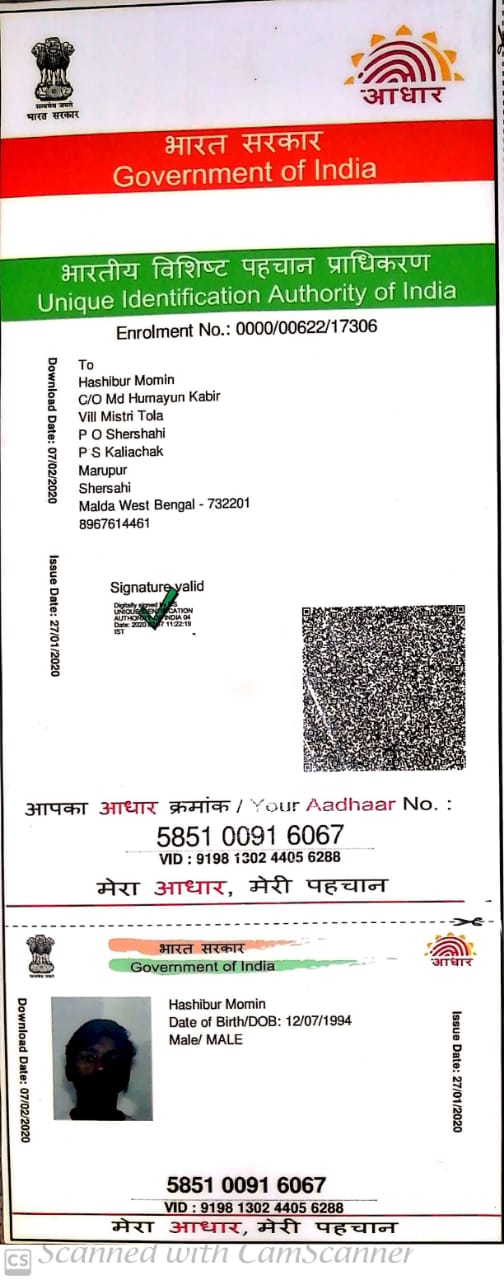 सत्यमेव जयते
भारत सरकार
आधार
भारत सरकार
Government of India
भारतीय विशिष्ट पहचान प्राधिकरण
Unique Identification Authority of India
Enrolment No.: 0000/00622/17306
Download Date: 07/02/2020
To
Hashibur Momin
C/O Md Humayun Kabir
Vill Mistri Tola
P O Shershahi
P S Kaliachak
Marupur
Shersahi
Malda West Bengal - 732201
8967614461
Issue Date: 27/01/2020
Signature valid
Digitally signed
UNIQUE IDENTIFICATION
AUTHORITY OF INDIA 04
Date: 11:22:19
IST
आपका आधार क्रमांक / Your Aadhaar No. :
5851 0091 6067
VID : 9198 1302 4405 6288
मेरा आधार, मेरी पहचान
भारत सरकार
Government of India
आधार
Download Date: 07/02/2020
Hashibur Momin
Date of Birth/DOB: 12/07/1994
Male/ MALE
Issue Date: 27/01/2020
5851 0091 6067
VID : 9198 1302 4405 6288
मेरा आधार, मेरी पहचान
CS Scanned with CamScanner